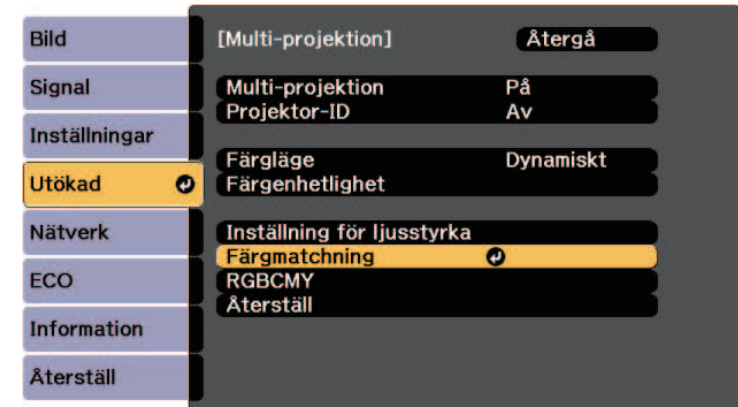 Bild
Signal
Inställningar
Utökad
Nätverk
ECO
Information
Återställ
[Multi-projektion] Återgå
Multi-projektion På
Projektor-ID Av
Färgläge Dynamiskt
Färgenhetlighet
Inställning för ljusstyrka
Färgmatchning
RGBCMY
Återställ